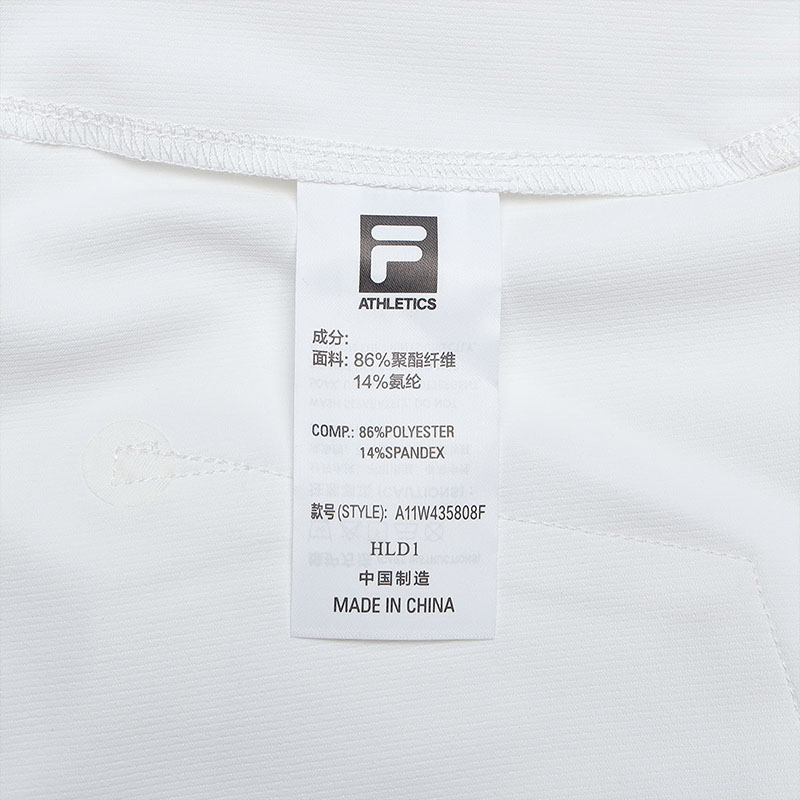 F
ATHLETICS
成分:
面料: 86%聚酯纤维
14%氨纶
COMP.: 86%POLYESTER
14%SPANDEX
款号(STYLE): A11W435808F
HLD1
中国制造
MADE IN CHINA